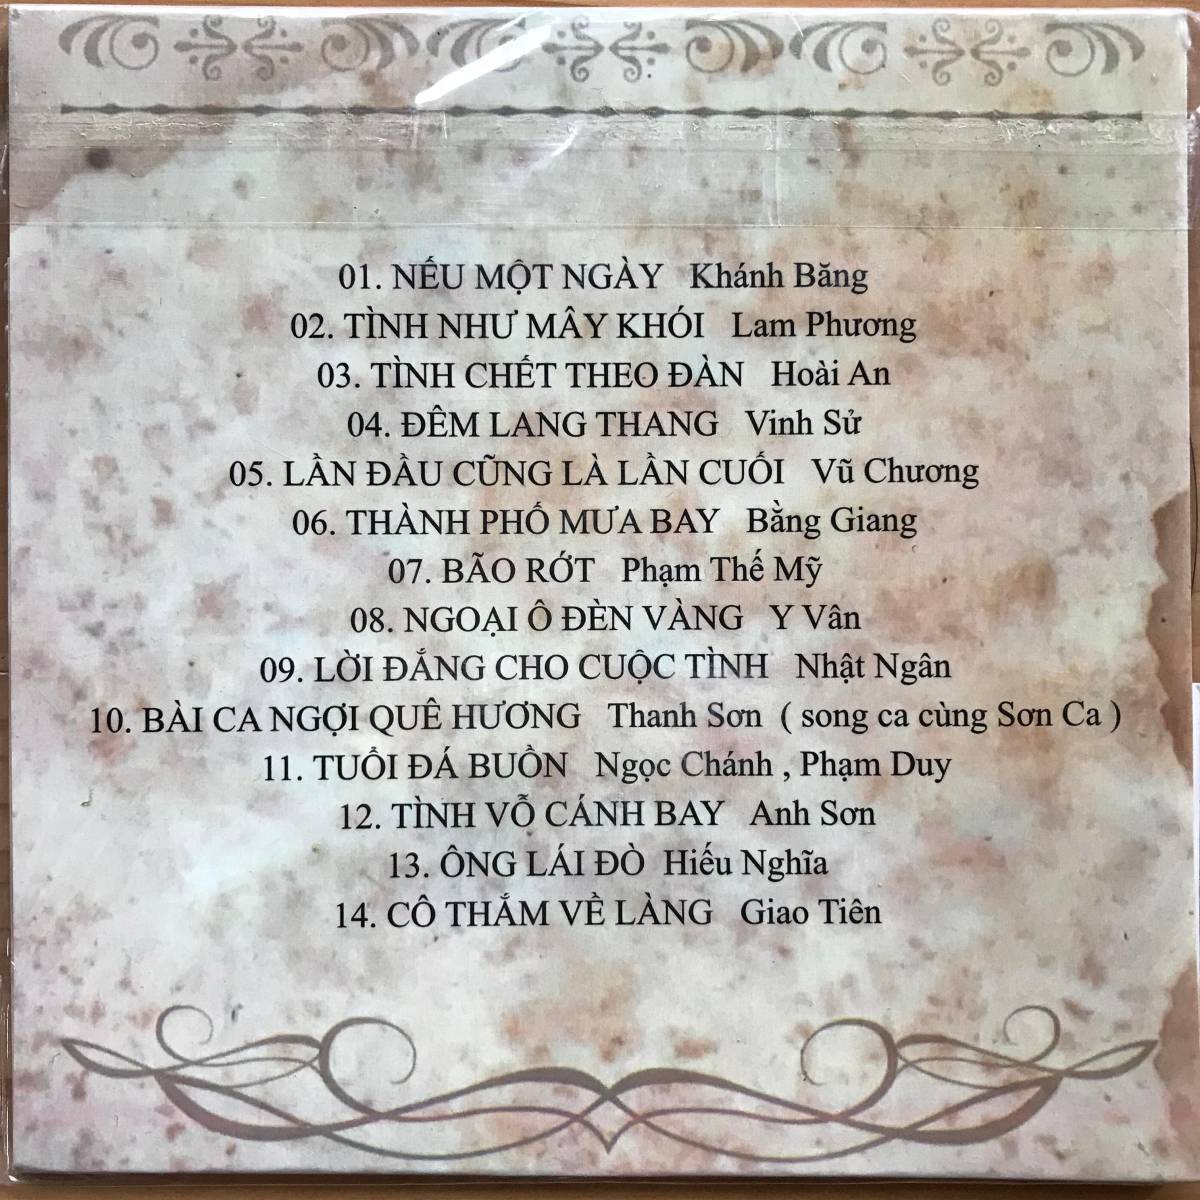 01. NẾU MỘT NGÀY Khánh Băng
02. TÌNH NHƯ MÂY KHÓI Lam Phương
03. TÌNH CHẾT THEO ĐÀN Hoài An
04. ĐÊM LANG THANG Vinh Sử
05. LẦN ĐẦU CŨNG LÀ LẦN CUỐI Vũ Chương
06. THÀNH PHỐ MƯA BAY Bằng Giang
07. BÃO RỚT Phạm Thế Mỹ
08. NGOẠI Ô ĐÈN VÀNG Y Vân
09. LỜI ĐẮNG CHO CUỘC TÌNH Nhật Ngân
10. BÀI CA NGỢI QUÊ HƯƠNG Thanh Sơn ( song ca cùng Sơn Ca )
11. TUỔI ĐÁ BUỒN Ngọc Chánh , Phạm Duy
12. TÌNH VỖ CÁNH BAY Anh Sơn
13. ÔNG LÁI ĐÒ Hiếu Nghĩa
14. CÔ THẮM VỀ LÀNG Giao Tiên